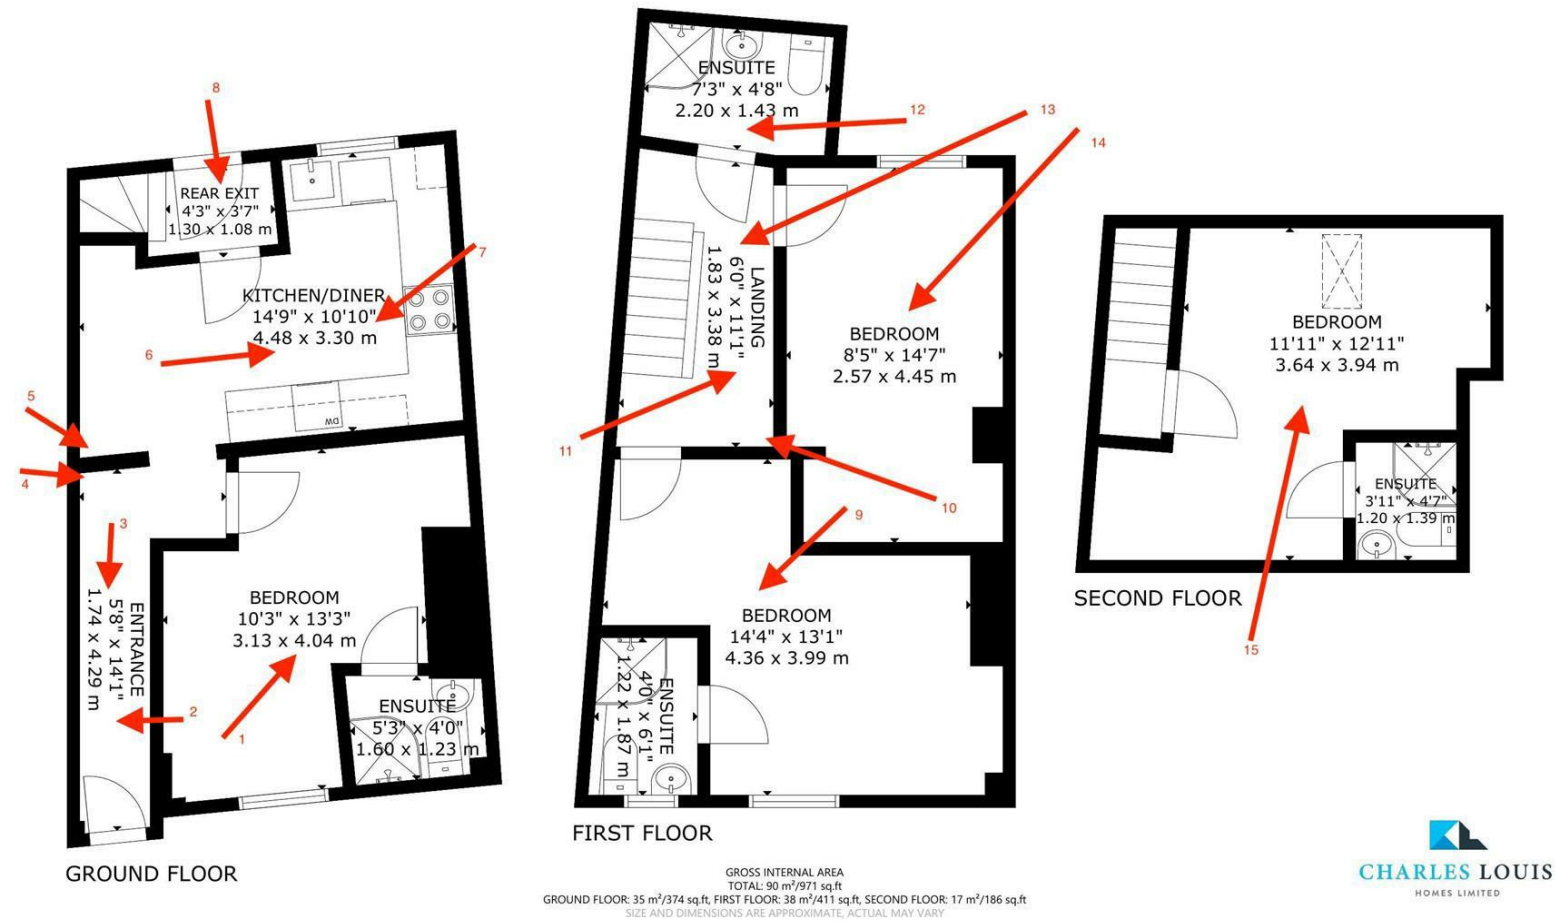 8
REAR EXIT
4'3" x 3'7"
1.30 x 1.08 m
7
KITCHEN/DINER
14'9" x 10'10"
4.48 x 3.30 m
6
5
4
DW
3
ENTRANCE
5'8" x 14'1"
1.74 x 4.29 m
2
BEDROOM
10'3" x 13'3"
3.13 x 4.04 m
1
ENSUITE
5'3" x 4'0"
1.60 x 1.23 m
GROUND FLOOR
ENSUITE
7'3" x 4'8"
2.20 x 1.43 m
12
13
14
LANDING
6'0" x 11'1"
1.83 x 3.38 m
BEDROOM
8'5" x 14'7"
2.57 x 4.45 m
11
10
9
BEDROOM
14'4" x 13'1"
4.36 x 3.99 m
ENSUITE
4'0" x 6'1"
1.22 x 1.87 m
FIRST FLOOR
BEDROOM
11'11" x 12'11"
3.64 x 3.94 m
ENSUITE
3'11" x 4'7"
1.20 x 1.39 m
SECOND FLOOR
15
GROSS INTERNAL AREA
TOTAL: 90 m²/971 sq.ft
GROUND FLOOR: 35 m²/374 sq.ft, FIRST FLOOR: 38 m²/411 sq.ft, SECOND FLOOR: 17 m²/186 sq.ft
SIZE AND DIMENSIONS ARE APPROXIMATE, ACTUAL MAY VARY
CHARLES LOUIS
HOMES LIMITED